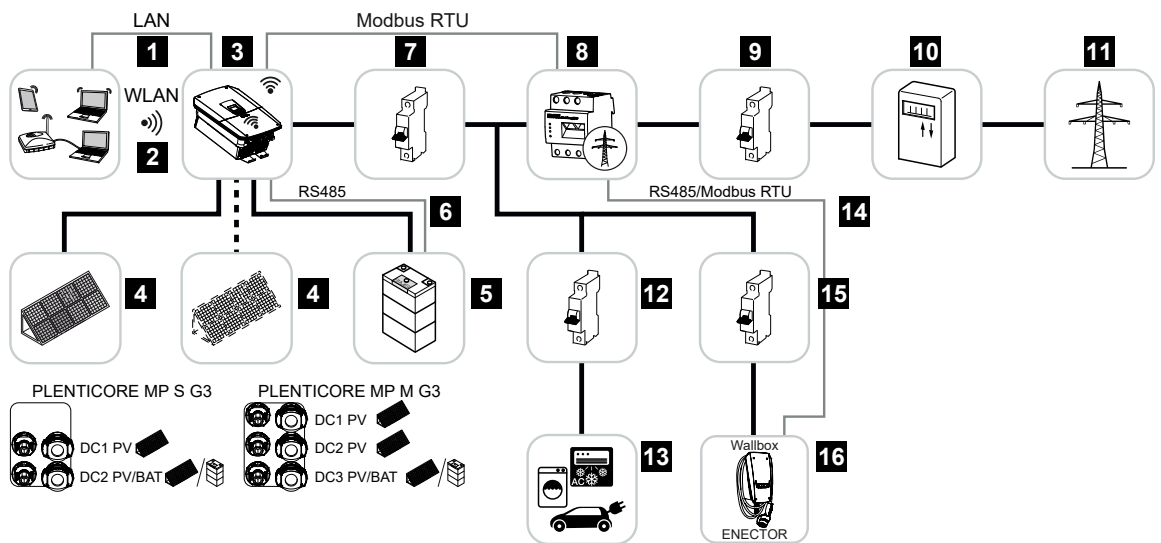 LAN
Modbus RTU
1
3
7
8
9
10
11
WLAN
2
RS485
6
RS485/Modbus RTU
14
4
4
5
12
15
PLENTICORE MP S G3
DC1 PV
DC2 PV/BAT
PLENTICORE MP M G3
DC1 PV
DC2 PV
DC3 PV/BAT
13
AC
Wallbox
16
ENECTOR